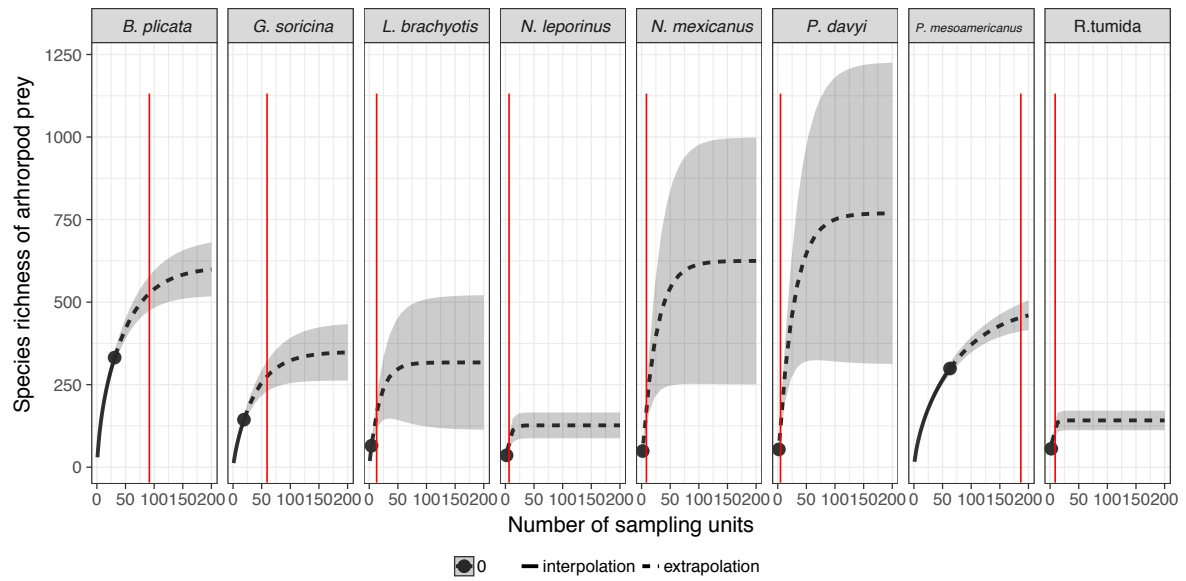 B. plicata
G. soricina
L. brachyotis
N. leporinus
N. mexicanus
P. davyi
P. mesoamericanus
R.tumida
Species richness of arhrorpod prey
1250
1000
750
500
250
0
0 50 100150200
0 50 100150200
0 50 100150200
0 50 100150200
0 50 100150200
0 50 100150200
0 50 100150200
0 50 100150200
Number of sampling units
0 interpolation extrapolation